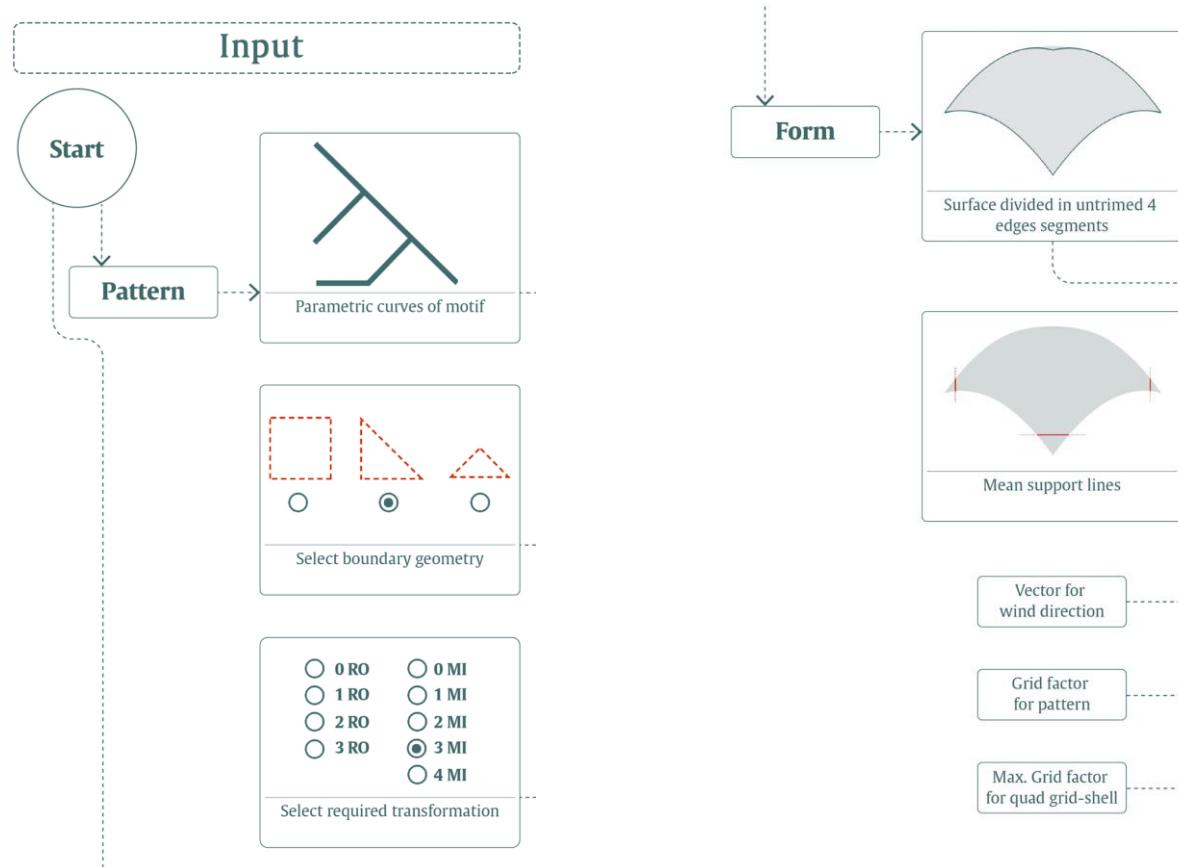 Input
Start
Pattern
Parametric curves of motif
Select boundary geometry
0 RO
0 MI
1 RO
1 MI
2 RO
2 MI
3 RO
3 MI
4 MI
Select required transformation
Form
Surface divided in untrimed 4
edges segments
Mean support lines
Vector for
wind direction
Grid factor
for pattern
Max. Grid factor
for quad grid-shell